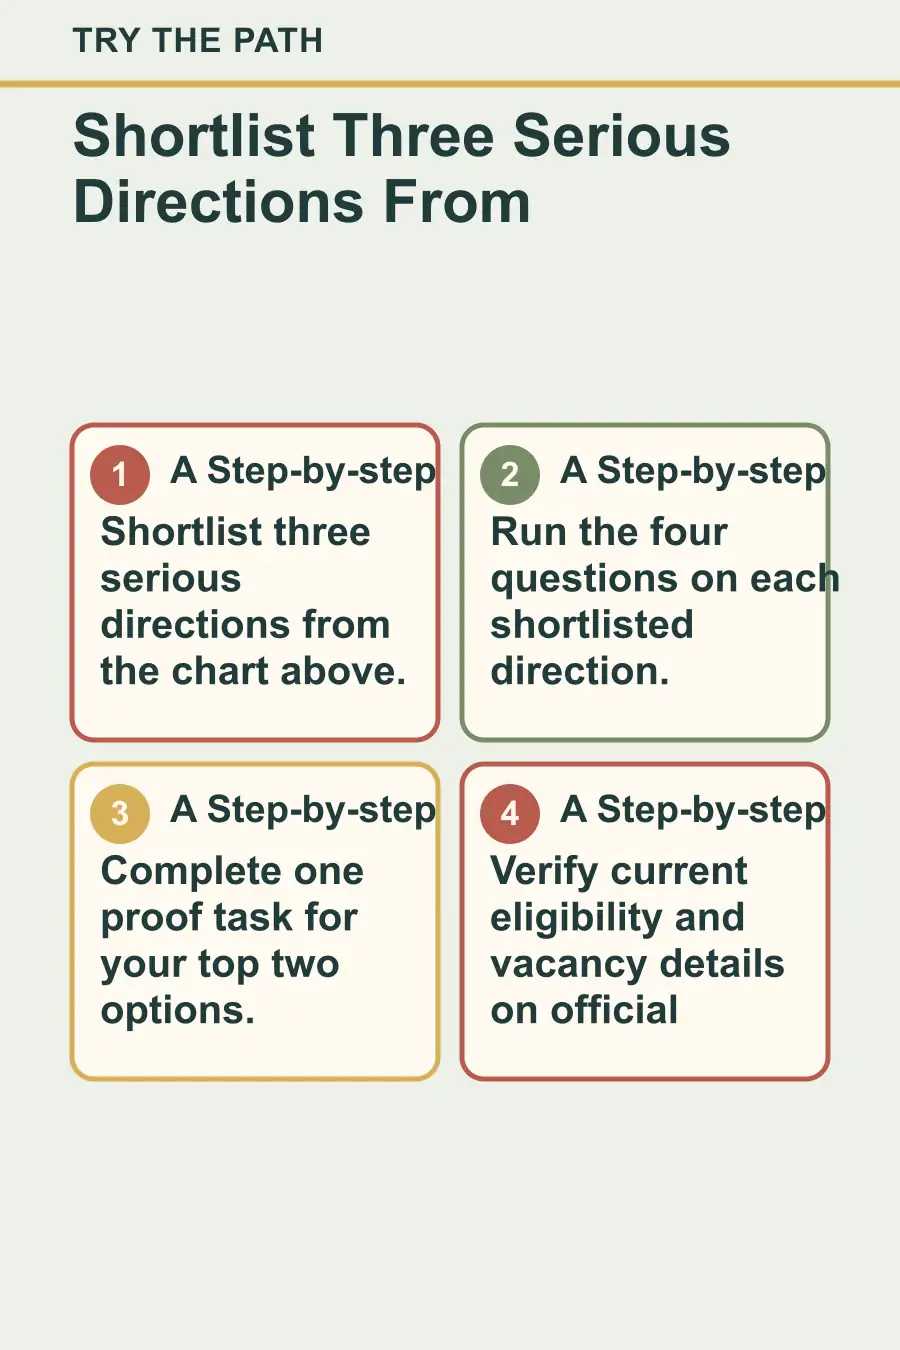 TRY THE PATH
Shortlist Three Serious
Directions From
1 A Step-by-step
Shortlist three
serious
directions from
the chart above.
2 A Step-by-step
Run the four
questions on each
shortlisted
direction.
3 A Step-by-step
Complete one
proof task for
your top two
options.
4 A Step-by-step
Verify current
eligibility and
vacancy details
on official